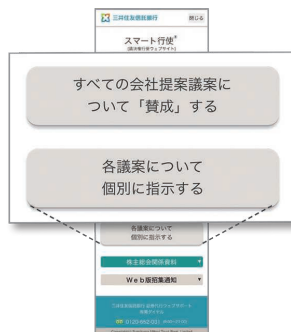 三井住友信託銀行
閉じる
スマート行使®
［議決権行使ウェブサイト］
すべての会社提案議案に
ついて「賛成」する
各議案について
個別に指示する
各議案について
個別に指示する
株主総会関係資料 ▼
Web版招集通知 ▼